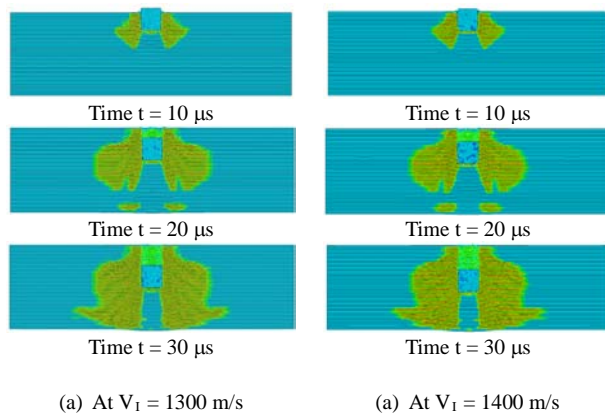 Time t = 10 μs
Time t = 10 μs
Time t = 20 μs
Time t = 20 μs
Time t = 30 μs
Time t = 30 μs
(a) At V_I = 1300 m/s
(a) At V_I = 1400 m/s